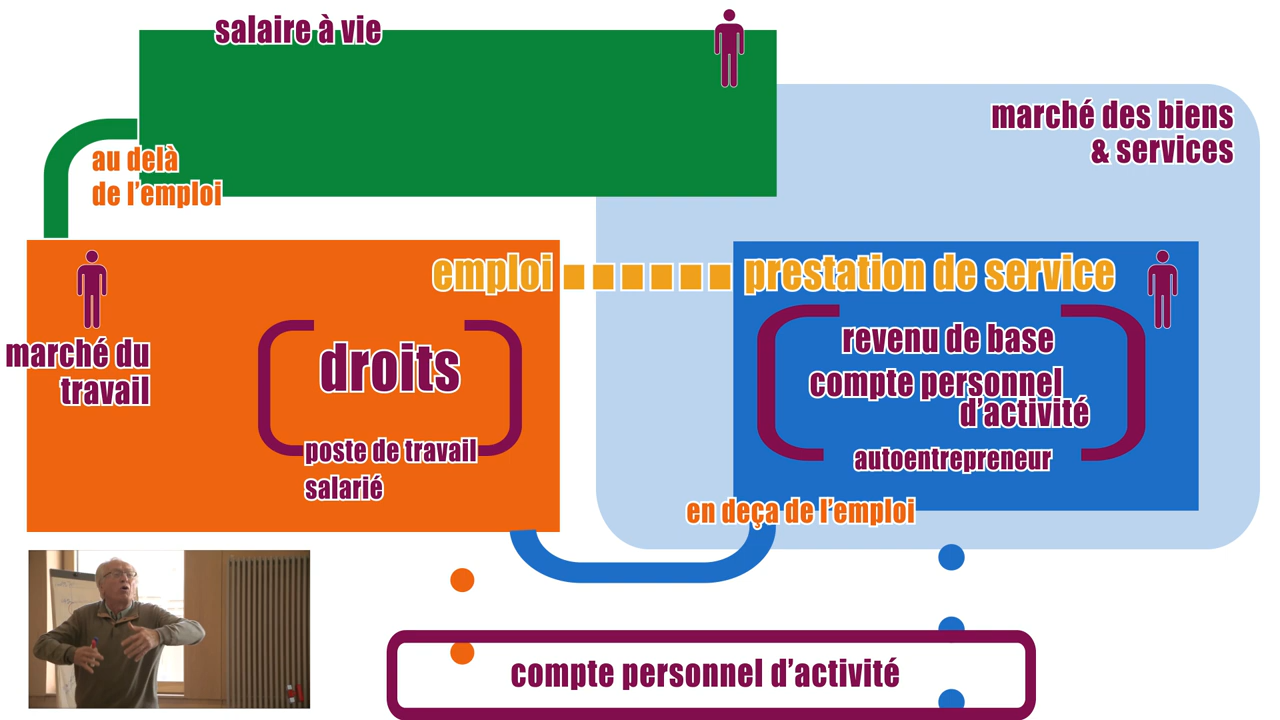 salaire à vie
marché des biens
& services
au delà
de l'emploi
emploi
prestation de service
marché du
travail
droits
poste de travail
salarié
revenu de base
compte personnel
d'activité
autoentrepreneur
en deça de l'emploi
compte personnel d'activité